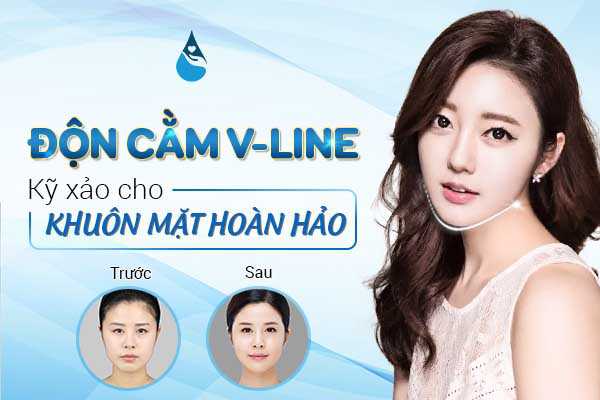 ĐỘN CẰM V-LINE
Kỹ xảo cho
KHUÔN MẶT HOÀN HẢO
Trước
Sau